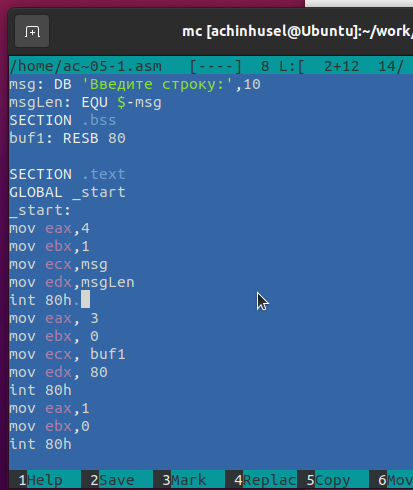 mc [achinhusel@Ubuntu]:~/work/
/home/ac~05-1.asm [----] 8 L:[ 2+12 14/
msg: DB 'Введите строку:',10
msgLen: EQU $-msg
SECTION .bss
buf1: RESB 80
SECTION .text
GLOBAL _start
_start:
mov eax,4
mov ebx,1
mov ecx,msg
mov edx,msgLen
int 80h.
mov eax, 3
mov ebx, 0
mov ecx, buf1
mov edx, 80
int 80h
mov eax,1
mov ebx,0
int 80h
1Help 2Save 3Mark 4Replac 5Copy 6Mov